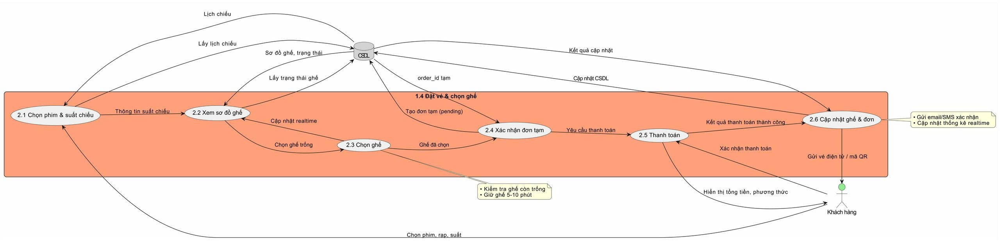 Lịch chiếu
Lấy lịch chiếu
Sơ đồ ghế, trạng thái
CSDL
Kết quả cập nhật
Lấy trạng thái ghế
order_id tạm
Cập nhật CSDL
1.4 Đặt vé & chọn ghế
2.1 Chọn phim & suất chiếu
Thông tin suất chiếu
2.2 Xem sơ đồ ghế
Tạo đơn tạm (pending)
Cập nhật realtime
2.4 Xác nhận đơn tạm
Yêu cầu thanh toán
2.5 Thanh toán
Kết quả thanh toán thành công
2.6 Cập nhật ghế & đơn
• Gửi email/SMS xác nhận
• Cập nhật thống kê realtime
Chọn ghế trống
2.3 Chọn ghế
Ghế đã chọn
Xác nhận thanh toán
Gửi vé điện tử / mã QR
• Kiểm tra ghế còn trống
• Giữ ghế 5-10 phút
Hiển thị tổng tiền, phương thức
Khách hàng
Chọn phim, rạp, suất